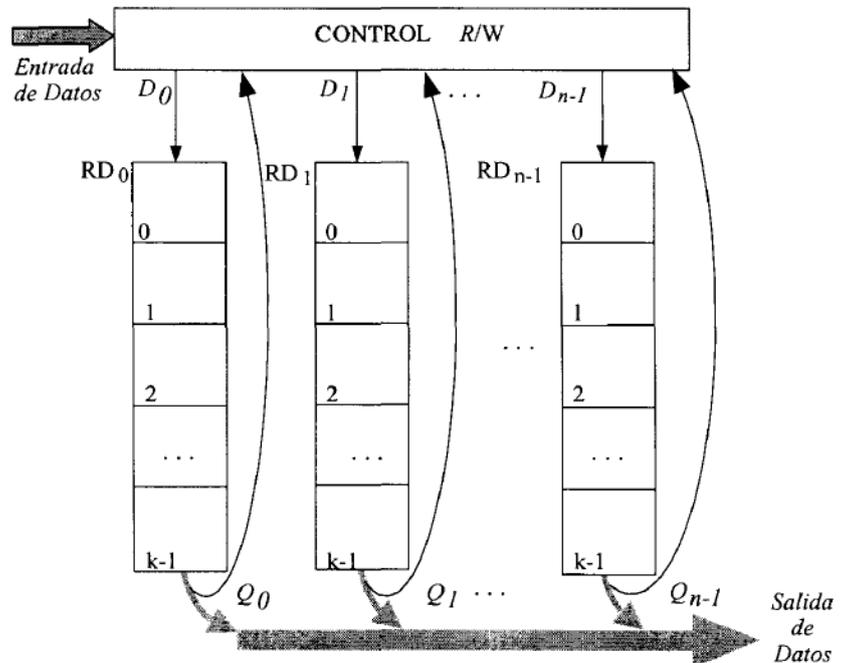 CONTROL R/W
Entrada
de Datos
D0
D1
. . .
Dn-1
RD0
RD1
RDn-1
0
0
0
1
1
1
. . .
2
2
2
. . .
. . .
. . .
k-1
k-1
k-1
Q0
Q1
. . .
Qn-1
Salida
de
Datos